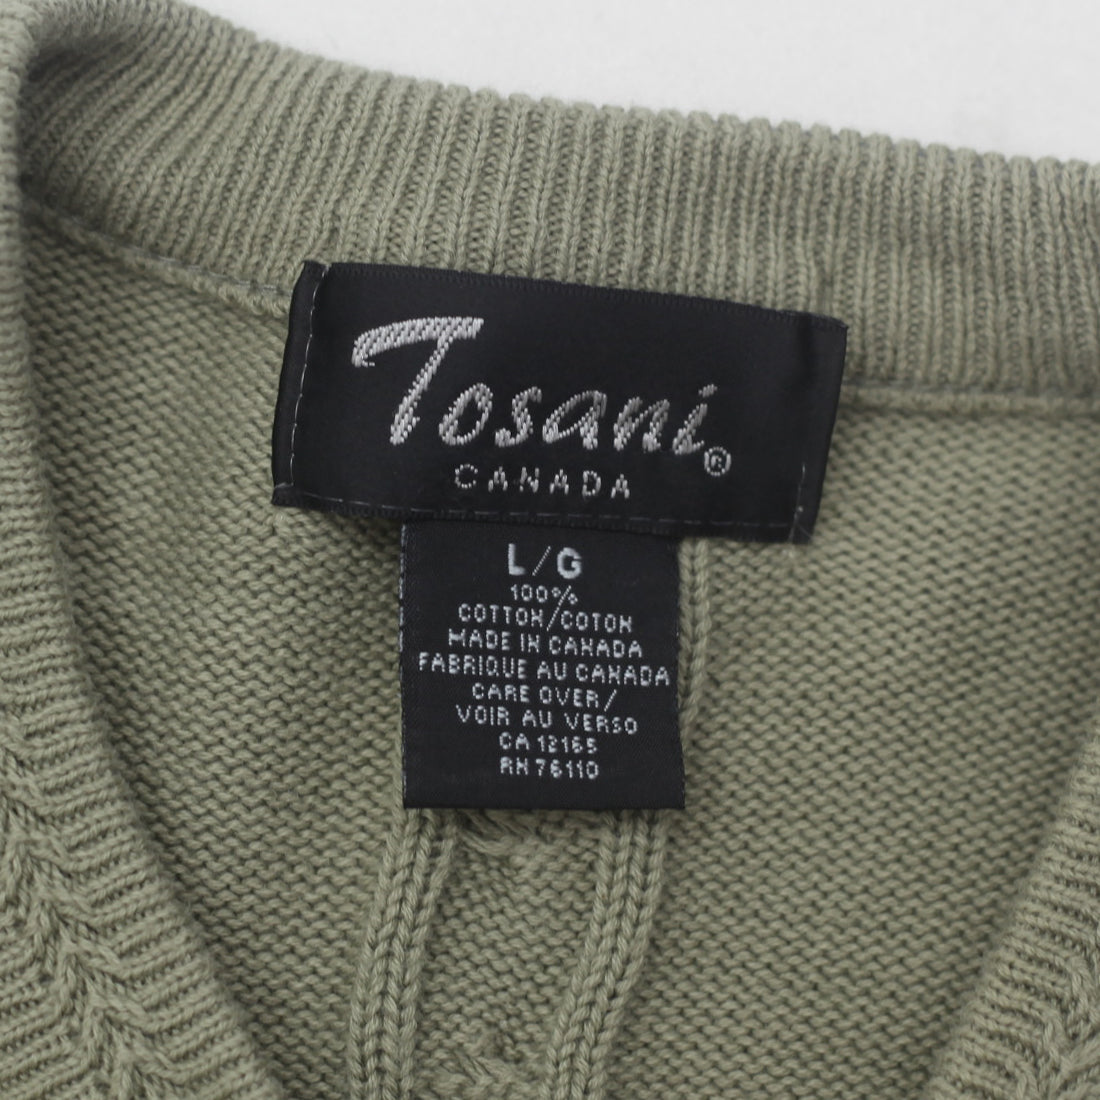 Tosani®
CANADA
L/G
100%
COTTON/COTON
MADE IN CANADA
FABRIQUE AU CANADA
CARE OVER/
VOIR AU VERSO
CA 12165
RN 76110